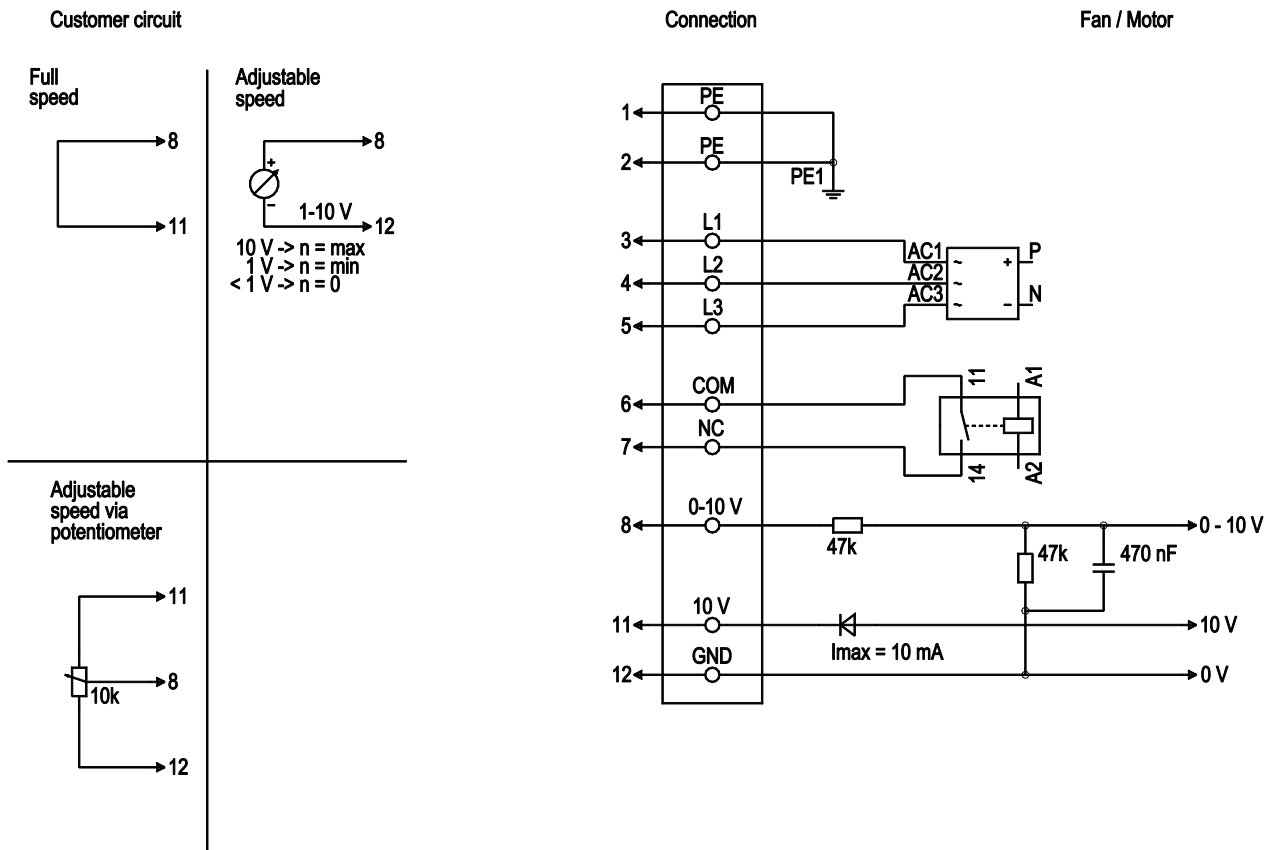 Customer circuit
Connection
Fan / Motor
Full
speed
8
11
Adjustable
speed
+
8
−
1-10 V
12
10 V -> n = max
1 V -> n = min
< 1 V -> n = 0
Adjustable
speed via
potentiometer
11
8
10k
12
PE
1
PE
2
PE1
L1
3
L2
4
L3
5
AC1
AC2
AC3
~
~
~
+
−
P
N
COM
6
NC
7
11
14
A1
A2
0-10 V
8
47k
47k
470 nF
0 - 10 V
10 V
11
Imax = 10 mA
10 V
GND
12
0 V